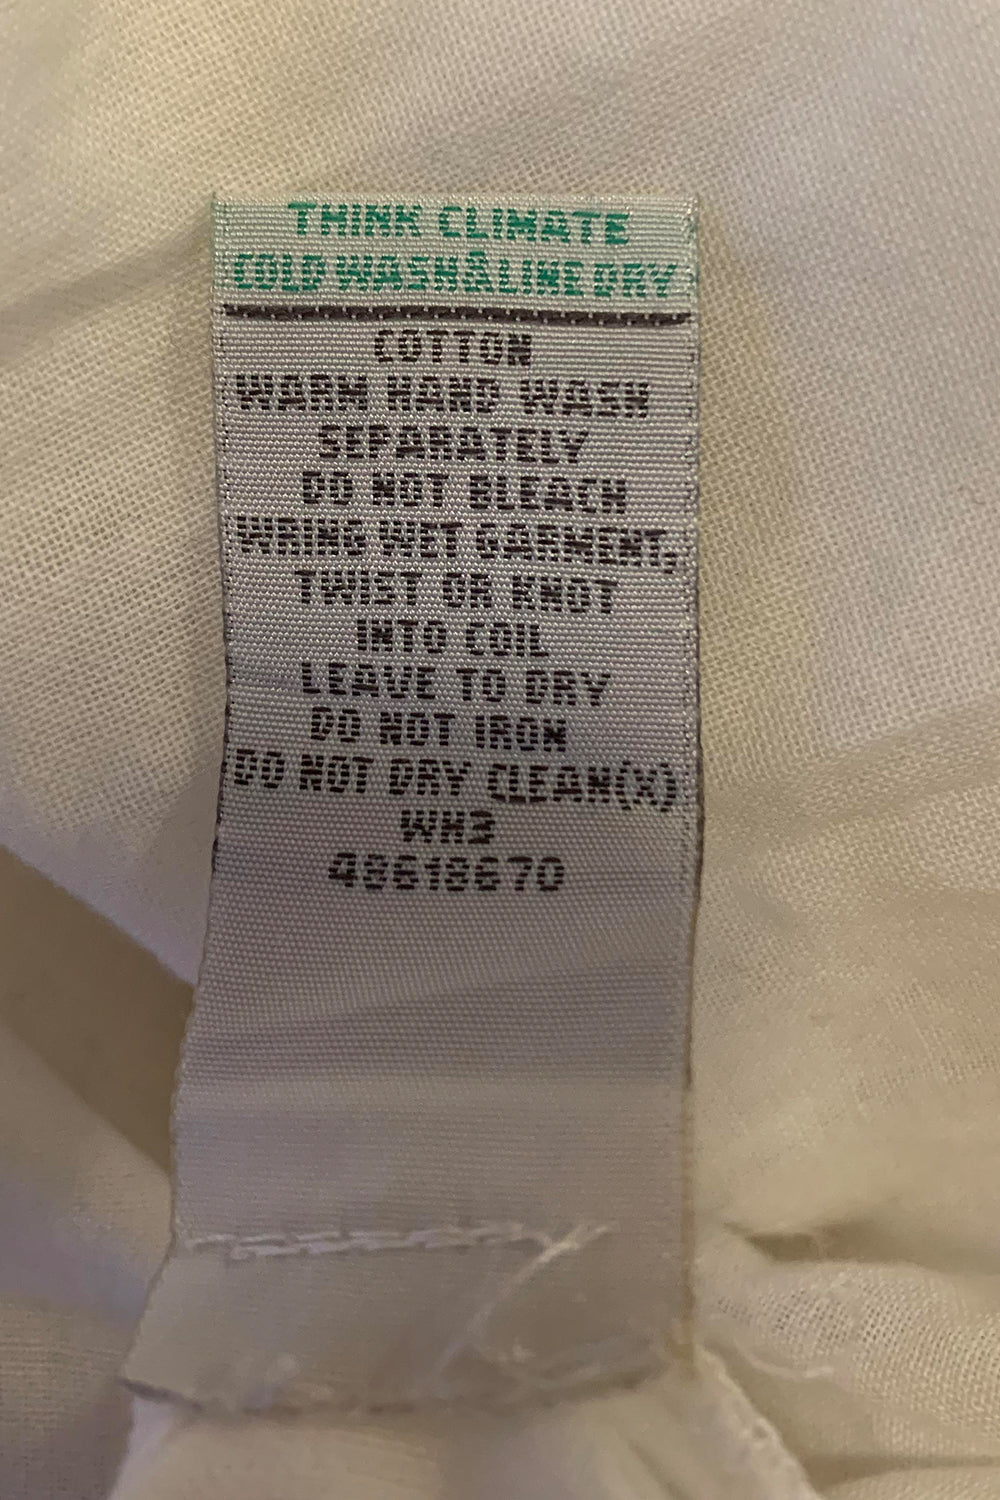 THINK CLIMATE
COLD WASH&LINE DRY
COTTON
WARM HAND WASH
SEPARATELY
DO NOT BLEACH
WRING WET GARMENT,
TWIST OR KNOT
INTO COIL
LEAVE TO DRY
DO NOT IRON
DO NOT DRY CLEAN(X)
WH3
48618670